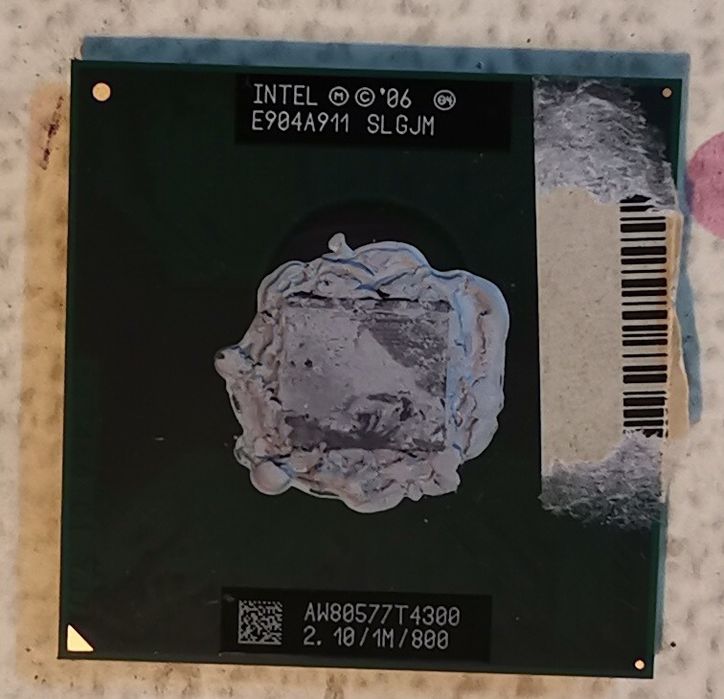 INTEL Ⓜ © '06 (e4)
E904A911 SLGJM
AW80577T4300
2.10/1M/800